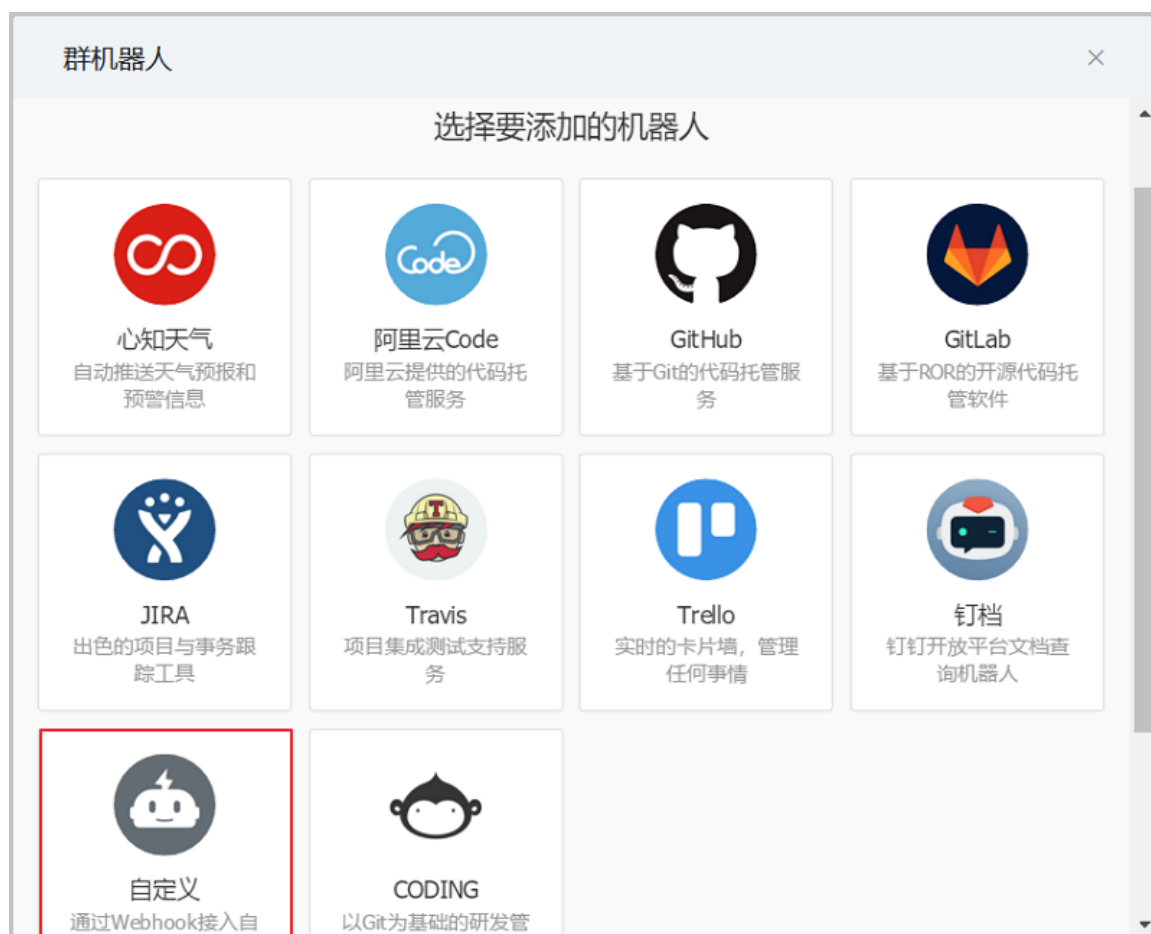 群机器人
选择要添加的机器人
Code
心知天气
阿里云Code
GitHub
GitLab
自动推送天气预报和
预警信息
阿里云提供的代码托
管服务
基于Git的代码托管服
务
基于ROR的开源代码托
管软件
T
JIRA
Travis
Trello
钉档
出色的项目与事务跟
踪工具
项目集成测试支持服
务
实时的卡片墙，管理
任何事情
钉钉开放平台文档查
询机器人
自定义
CODING
通过Webhook接入自
以Git为基础的研发管